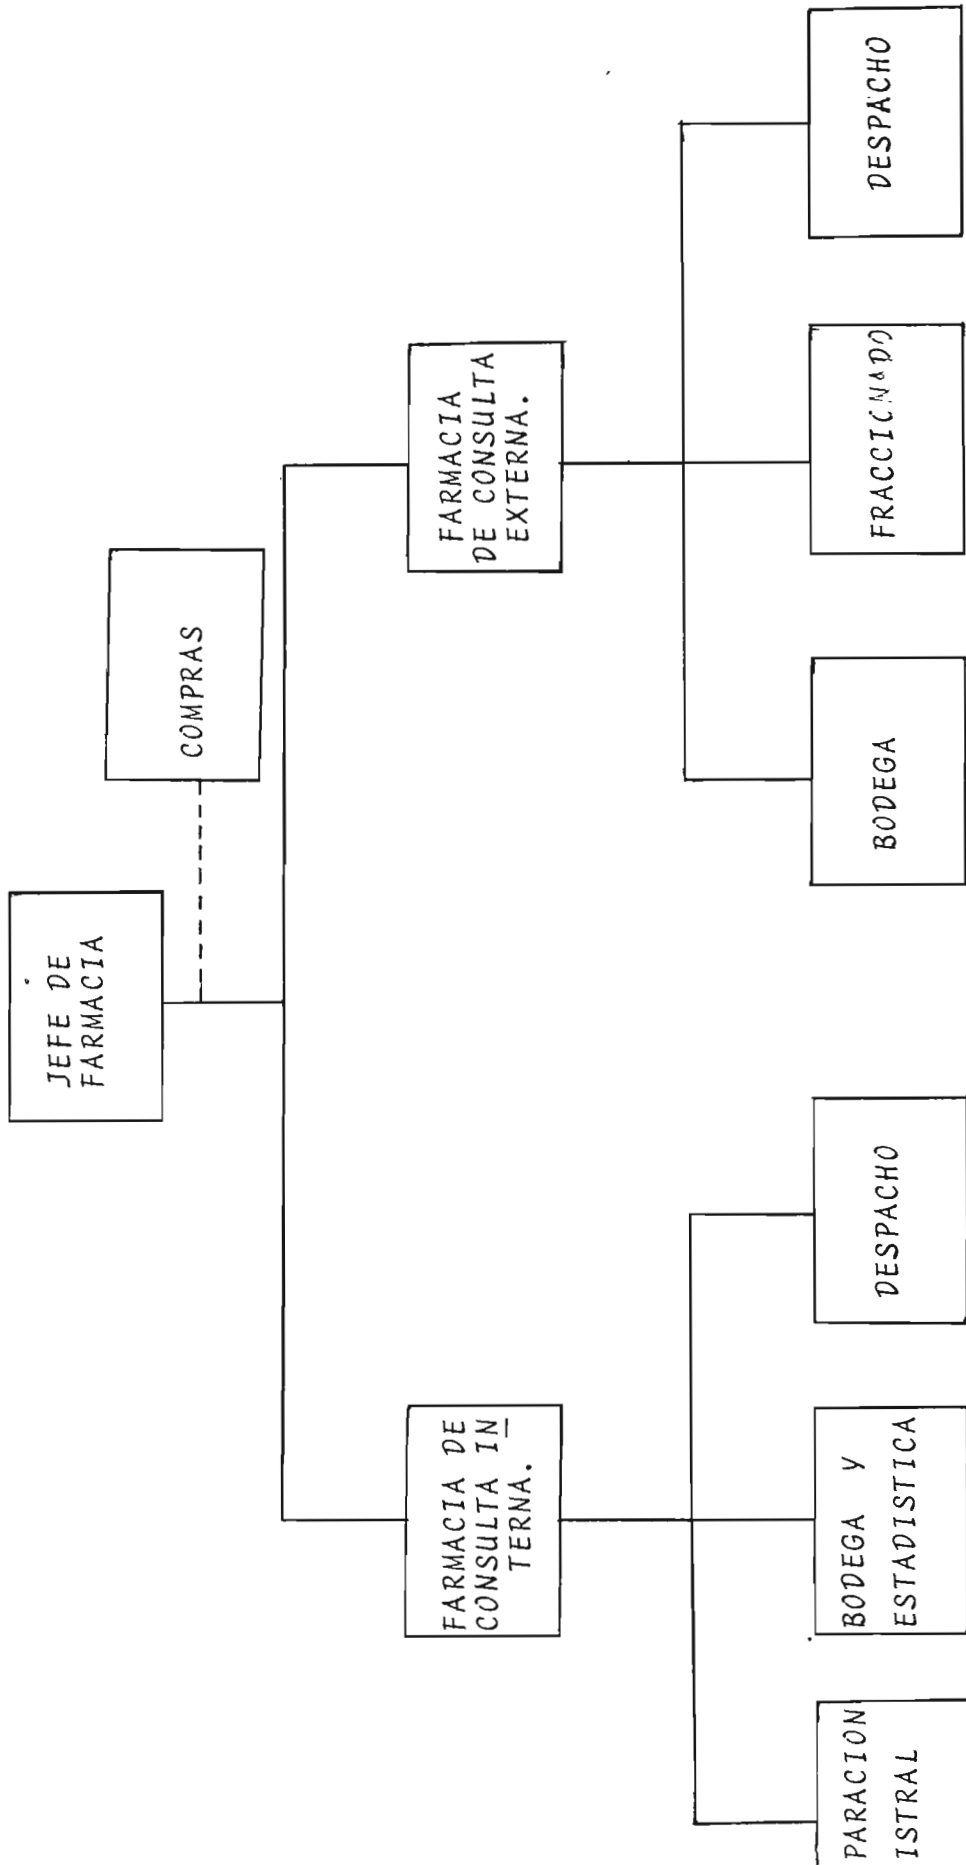 JEFE DE
FARMACIA
COMPRAS
FARMACIA DE
CONSULTA IN
TERNA.
FARMACIA
DE CONSULTA
EXTERNA.
PARACION
ISTRAL
BODEGA Y
ESTADISTICA
DESPACHO
BODEGA
FRACCIONADO
DESPACHO